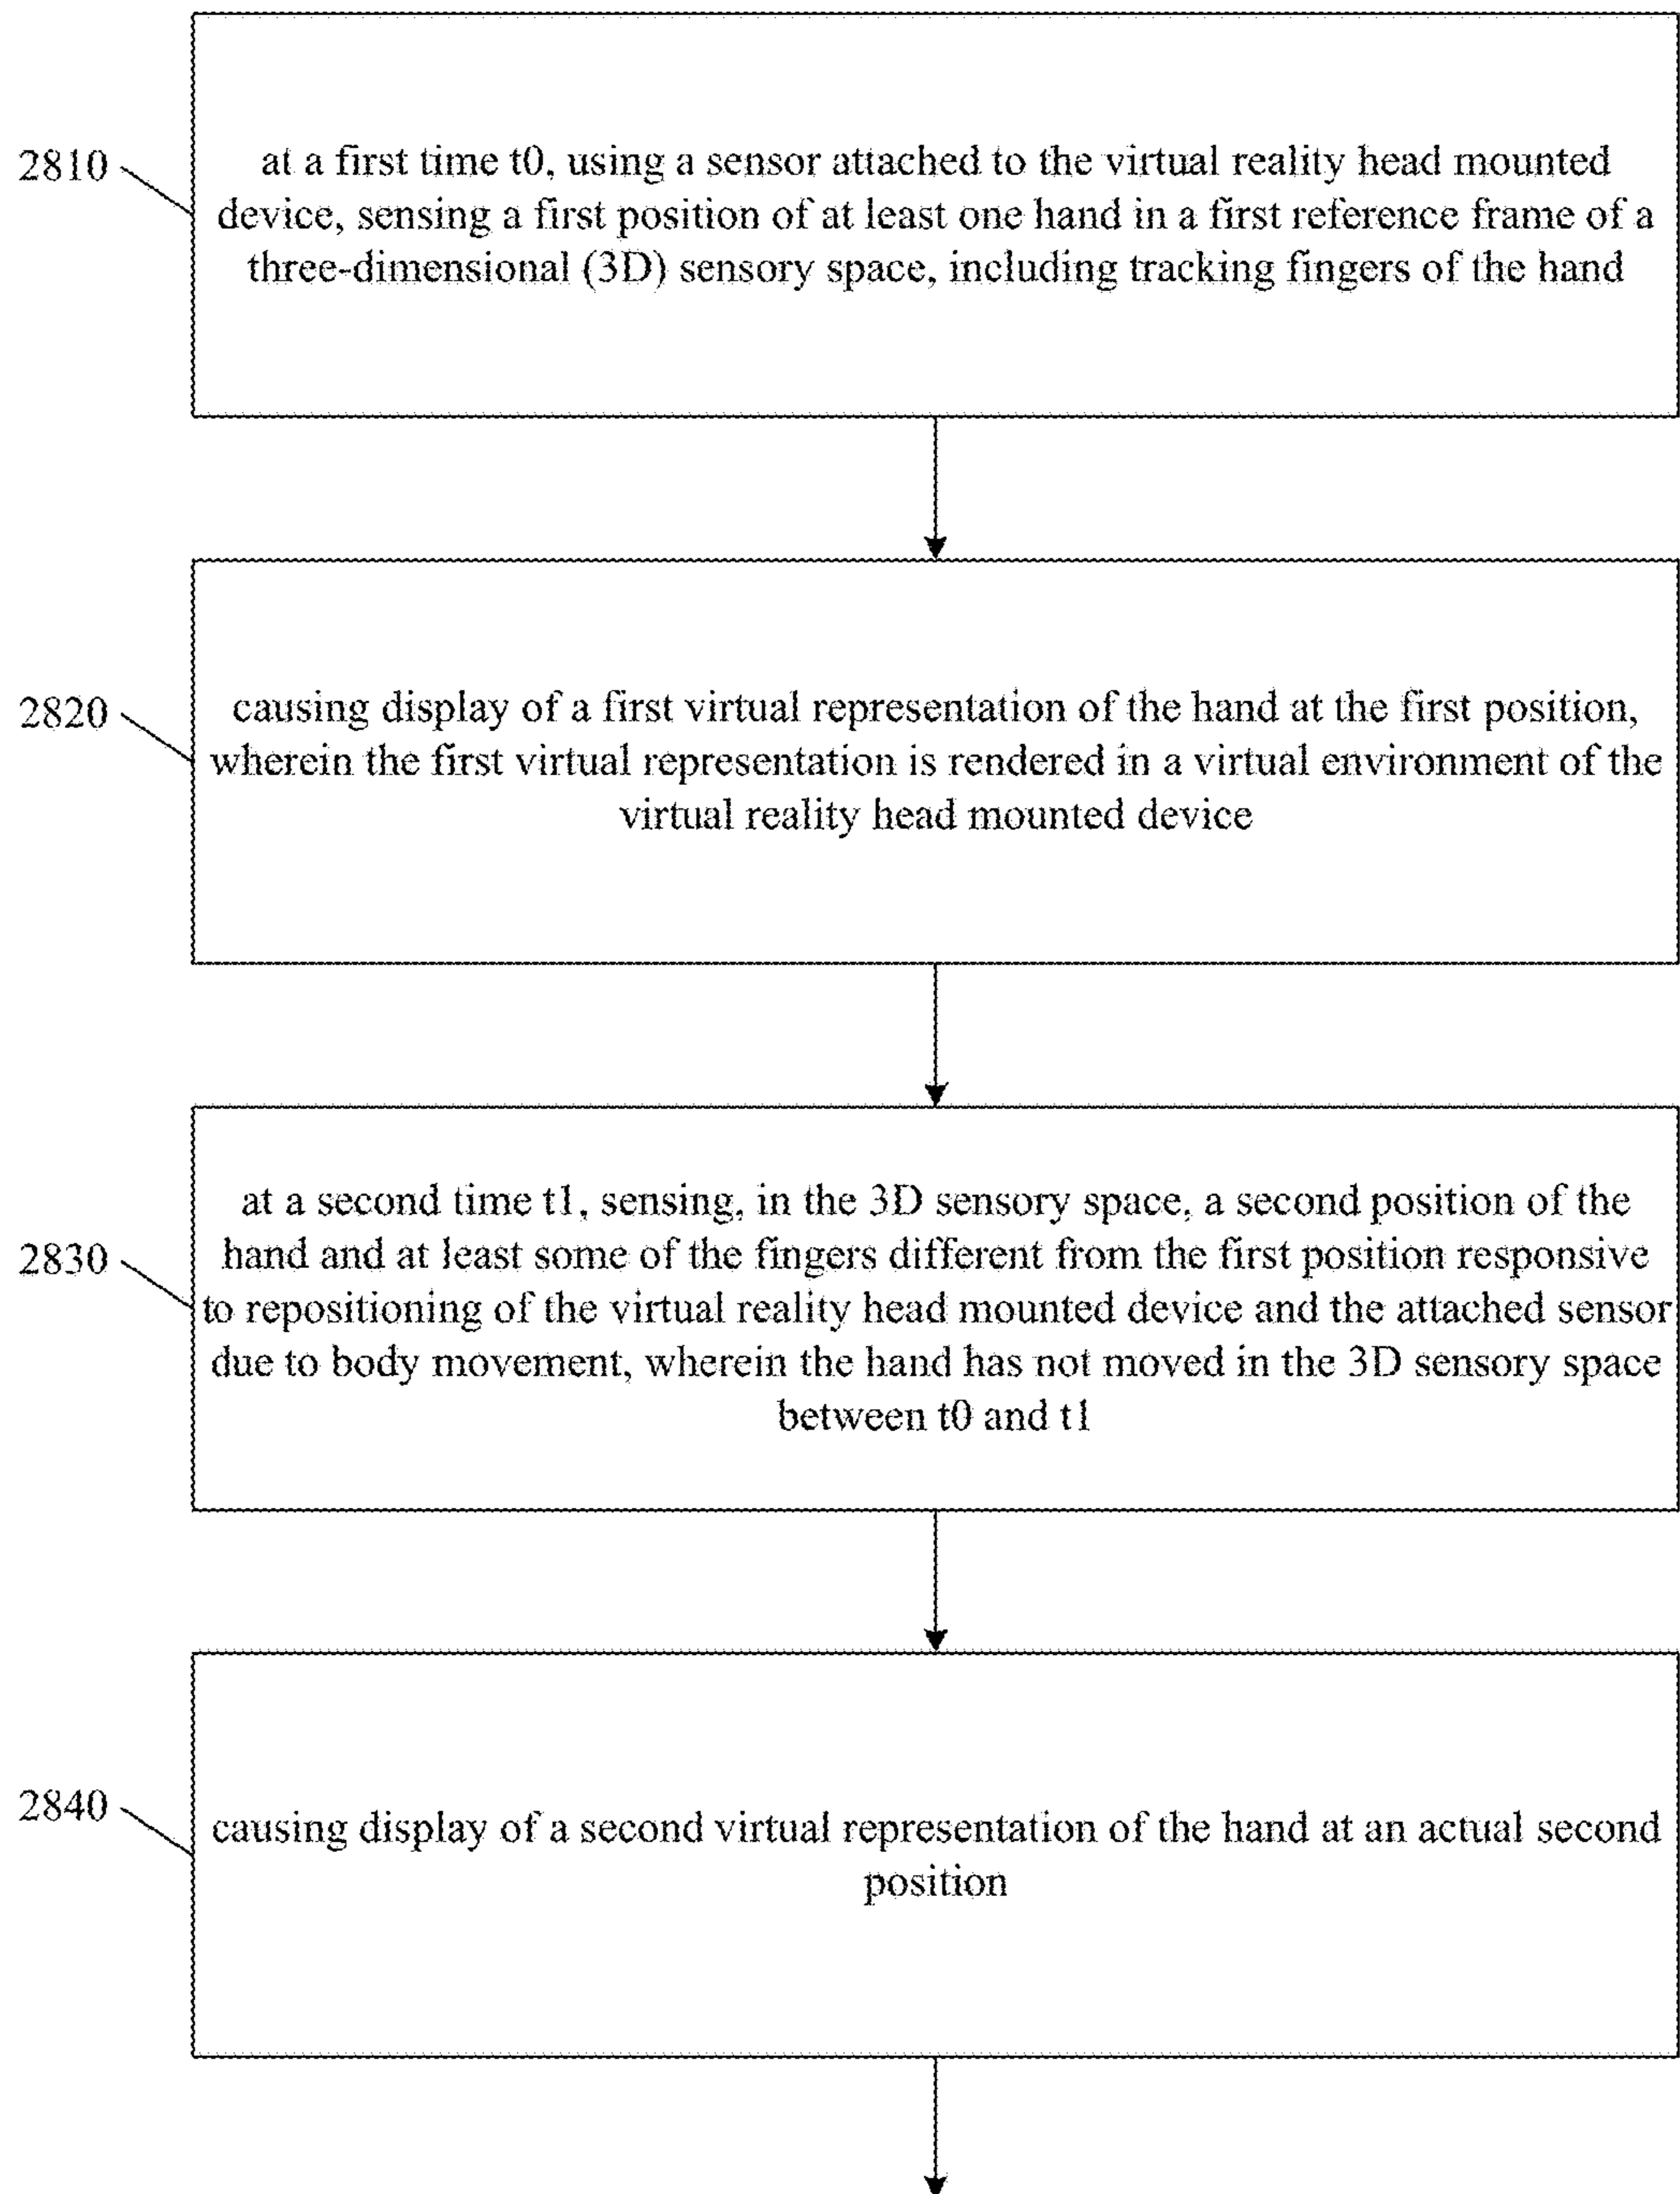 2810
at a first time t0, using a sensor attached to the virtual reality head mounted
device, sensing a first position of at least one hand in a first reference frame of a
three-dimensional (3D) sensory space, including tracking fingers of the hand
2820
causing display of a first virtual representation of the hand at the first position,
wherein the first virtual representation is rendered in a virtual environment of the
virtual reality head mounted device
2830
at a second time t1, sensing, in the 3D sensory space, a second position of the
hand and at least some of the fingers different from the first position responsive
to repositioning of the virtual reality head mounted device and the attached sensor
due to body movement, wherein the hand has not moved in the 3D sensory space
between t0 and t1
2840
causing display of a second virtual representation of the hand at an actual second
position